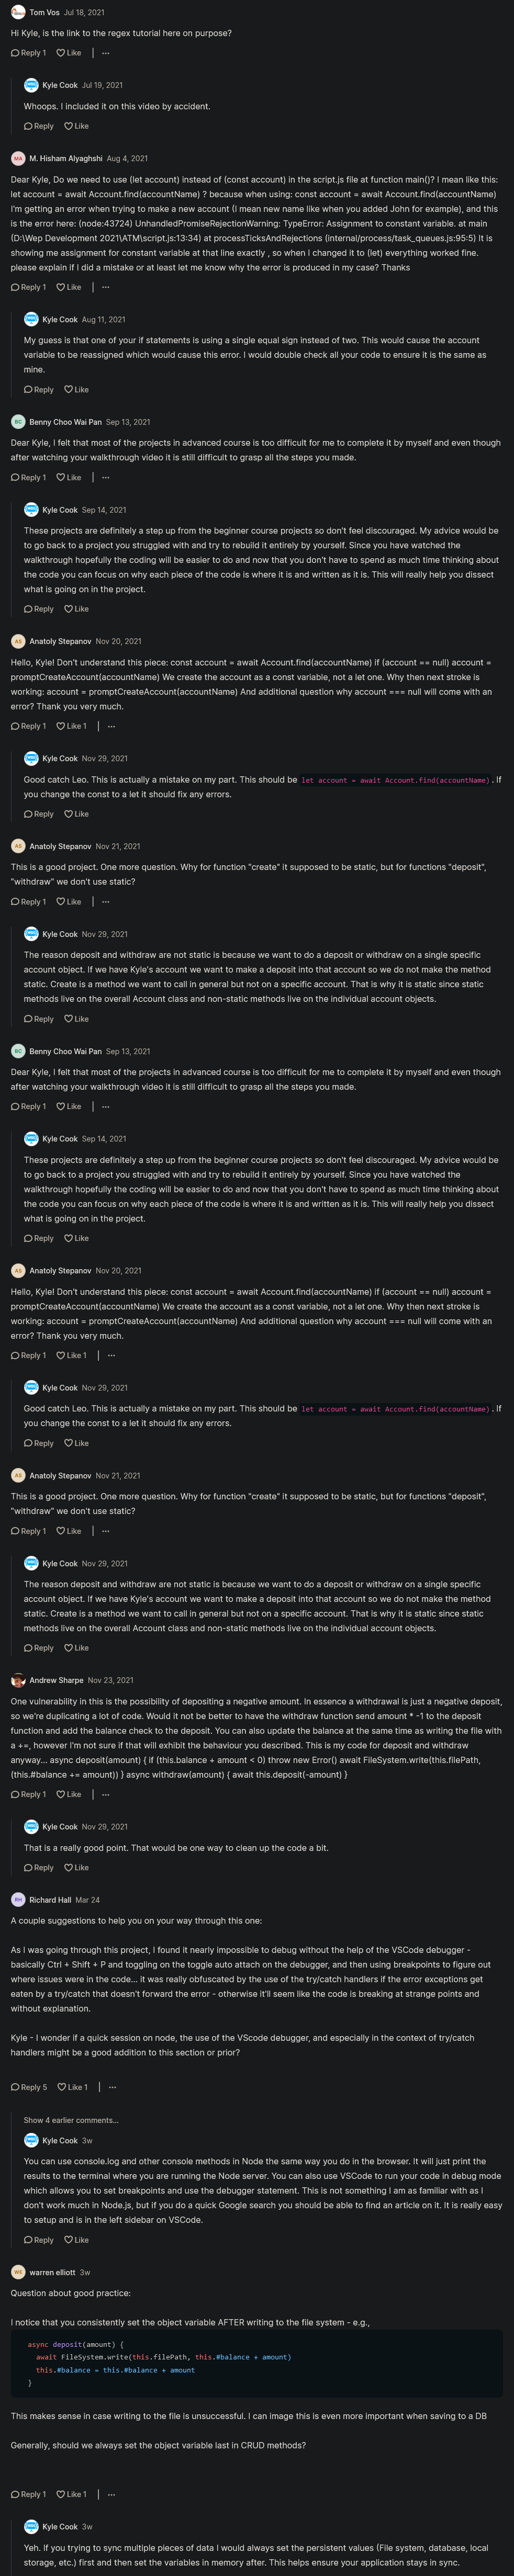 Tom Vos Jul 18, 2021
Hi Kyle, is the link to the regex tutorial here on purpose?
Reply 1 Like
Kyle Cook Jul 19, 2021
Whoops. I included it on this video by accident.
Reply Like
MA M. Hisham Alyaghshi Aug 4, 2021
Dear Kyle, Do we need to use (let account) instead of (const account) in the script.js file at function main()? I mean like this:
let account = await Account.find(accountName) ? because when using: const account = await Account.find(accountName)
I'm getting an error when trying to make a new account (I mean new name like when you added John for example), and this
is the error here: (node:43724) UnhandledPromiseRejectionWarning: TypeError: Assignment to constant variable. at main
(D:\Wep Development 2021\ATM\script.js:13:34) at processTicksAndRejections (internal/process/task_queues.js:95:5) It is
showing me assignment for constant variable at that line exactly , so when I changed it to (let) everything worked fine.
please explain if I did a mistake or at least let me know why the error is produced in my case? Thanks
Reply 1 Like
Kyle Cook Aug 11, 2021
My guess is that one of your if statements is using a single equal sign instead of two. This would cause the account
variable to be reassigned which would cause this error. I would double check all your code to ensure it is the same as
mine.
Reply Like
BC Benny Choo Wai Pan Sep 13, 2021
Dear Kyle, I felt that most of the projects in advanced course is too difficult for me to complete it by myself and even though
after watching your walkthrough video it is still difficult to grasp all the steps you made.
Reply 1 Like
Kyle Cook Sep 14, 2021
These projects are definitely a step up from the beginner course projects so don't feel discouraged. My advice would be
to go back to a project you struggled with and try to rebuild it entirely by yourself. Since you have watched the
walkthrough hopefully the coding will be easier to do and now that you don't have to spend as much time thinking about
the code you can focus on why each piece of the code is where it is and written as it is. This will really help you dissect
what is going on in the project.
Reply Like
AS Anatoly Stepanov Nov 20, 2021
Hello, Kyle! Don't understand this piece: const account = await Account.find(accountName) if (account == null) account =
promptCreateAccount(accountName) We create the account as a const variable, not a let one. Why then next stroke is
working: account = promptCreateAccount(accountName) And additional question why account === null will come with an
error? Thank you very much.
Reply 1 Like 1
Kyle Cook Nov 29, 2021
Good catch Leo. This is actually a mistake on my part. This should be let account = await Account.find(accountName) . If
you change the const to a let it should fix any errors.
Reply Like
AS Anatoly Stepanov Nov 21, 2021
This is a good project. One more question. Why for function "create" it supposed to be static, but for functions "deposit",
"withdraw" we don't use static?
Reply 1 Like
Kyle Cook Nov 29, 2021
The reason deposit and withdraw are not static is because we want to do a deposit or withdraw on a single specific
account object. If we have Kyle's account we want to make a deposit into that account so we do not make the method
static. Create is a method we want to call in general but not on a specific account. That is why it is static since static
methods live on the overall Account class and non-static methods live on the individual account objects.
Reply Like
BC Benny Choo Wai Pan Sep 13, 2021
Dear Kyle, I felt that most of the projects in advanced course is too difficult for me to complete it by myself and even though
after watching your walkthrough video it is still difficult to grasp all the steps you made.
Reply 1 Like
Kyle Cook Sep 14, 2021
These projects are definitely a step up from the beginner course projects so don't feel discouraged. My advice would be
to go back to a project you struggled with and try to rebuild it entirely by yourself. Since you have watched the
walkthrough hopefully the coding will be easier to do and now that you don't have to spend as much time thinking about
the code you can focus on why each piece of the code is where it is and written as it is. This will really help you dissect
what is going on in the project.
Reply Like
AS Anatoly Stepanov Nov 20, 2021
Hello, Kyle! Don't understand this piece: const account = await Account.find(accountName) if (account == null) account =
promptCreateAccount(accountName) We create the account as a const variable, not a let one. Why then next stroke is
working: account = promptCreateAccount(accountName) And additional question why account === null will come with an
error? Thank you very much.
Reply 1 Like 1
Kyle Cook Nov 29, 2021
Good catch Leo. This is actually a mistake on my part. This should be let account = await Account.find(accountName) . If
you change the const to a let it should fix any errors.
Reply Like
AS Anatoly Stepanov Nov 21, 2021
This is a good project. One more question. Why for function "create" it supposed to be static, but for functions "deposit",
"withdraw" we don't use static?
Reply 1 Like
Kyle Cook Nov 29, 2021
The reason deposit and withdraw are not static is because we want to do a deposit or withdraw on a single specific
account object. If we have Kyle's account we want to make a deposit into that account so we do not make the method
static. Create is a method we want to call in general but not on a specific account. That is why it is static since static
methods live on the overall Account class and non-static methods live on the individual account objects.
Reply Like
Andrew Sharpe Nov 23, 2021
One vulnerability in this is the possibility of depositing a negative amount. In essence a withdrawal is just a negative deposit,
so we're duplicating a lot of code. Would it not be better to have the withdraw function send amount * -1 to the deposit
function and add the balance check to the deposit. You can also update the balance at the same time as writing the file with
a +=, however I'm not sure if that will exhibit the behaviour you described. This is my code for deposit and withdraw
anyway... async deposit(amount) { if (this.balance + amount < 0) throw new Error() await FileSystem.write(this.filePath,
(this.#balance += amount)) } async withdraw(amount) { await this.deposit(-amount) }
Reply 1 Like
Kyle Cook Nov 29, 2021
That is a really good point. That would be one way to clean up the code a bit.
Reply Like
RH Richard Hall Mar 24
A couple suggestions to help you on your way through this one:
As I was going through this project, I found it nearly impossible to debug without the help of the VSCode debugger -
basically Ctrl + Shift + P and toggling on the toggle auto attach on the debugger, and then using breakpoints to figure out
where issues were in the code... it was really obfuscated by the use of the try/catch handlers if the error exceptions get
eaten by a try/catch that doesn't forward the error - otherwise it'll seem like the code is breaking at strange points and
without explanation.
Kyle - I wonder if a quick session on node, the use of the VScode debugger, and especially in the context of try/catch
handlers might be a good addition to this section or prior?
Reply 5 Like 1
Show 4 earlier comments...
Kyle Cook 3w
You can use console.log and other console methods in Node the same way you do in the browser. It will just print the
results to the terminal where you are running the Node server. You can also use VSCode to run your code in debug mode
which allows you to set breakpoints and use the debugger statement. This is not something I am as familiar with as I
don't work much in Node.js, but if you do a quick Google search you should be able to find an article on it. It is really easy
to setup and is in the left sidebar on VSCode.
Reply Like
WE warren elliott 3w
Question about good practice:
I notice that you consistently set the object variable AFTER writing to the file system - e.g.,
async deposit(amount) {
await FileSystem.write(this.filePath, this.#balance + amount)
this.#balance = this.#balance + amount
}
This makes sense in case writing to the file is unsuccessful. I can image this is even more important when saving to a DB
Generally, should we always set the object variable last in CRUD methods?
Reply 1 Like 1
Kyle Cook 3w
Yeh. If you trying to sync multiple pieces of data I would always set the persistent values (File system, database, local
storage, etc.) first and then set the variables in memory after. This helps ensure your application stays in sync.